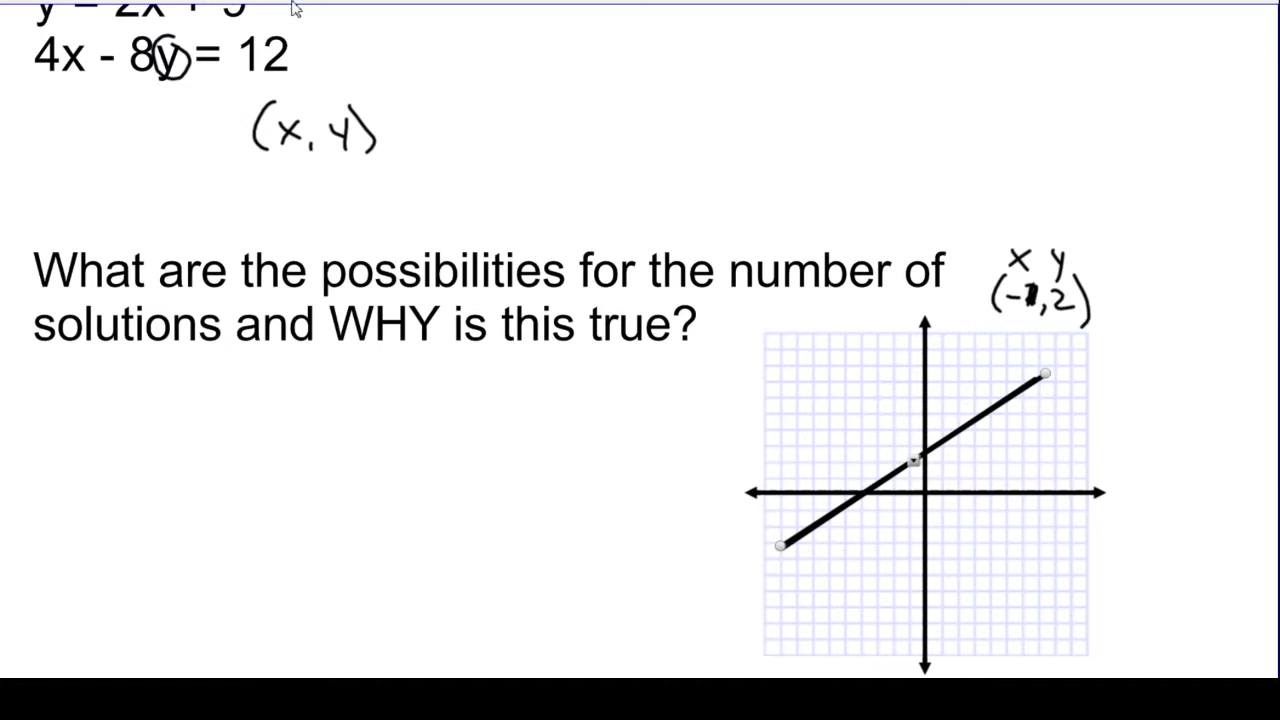 y = 2x +
4x - 8y = 12
(x, y)
What are the possibilities for the number of
solutions and WHY is this true?
x y
(-1, 2)